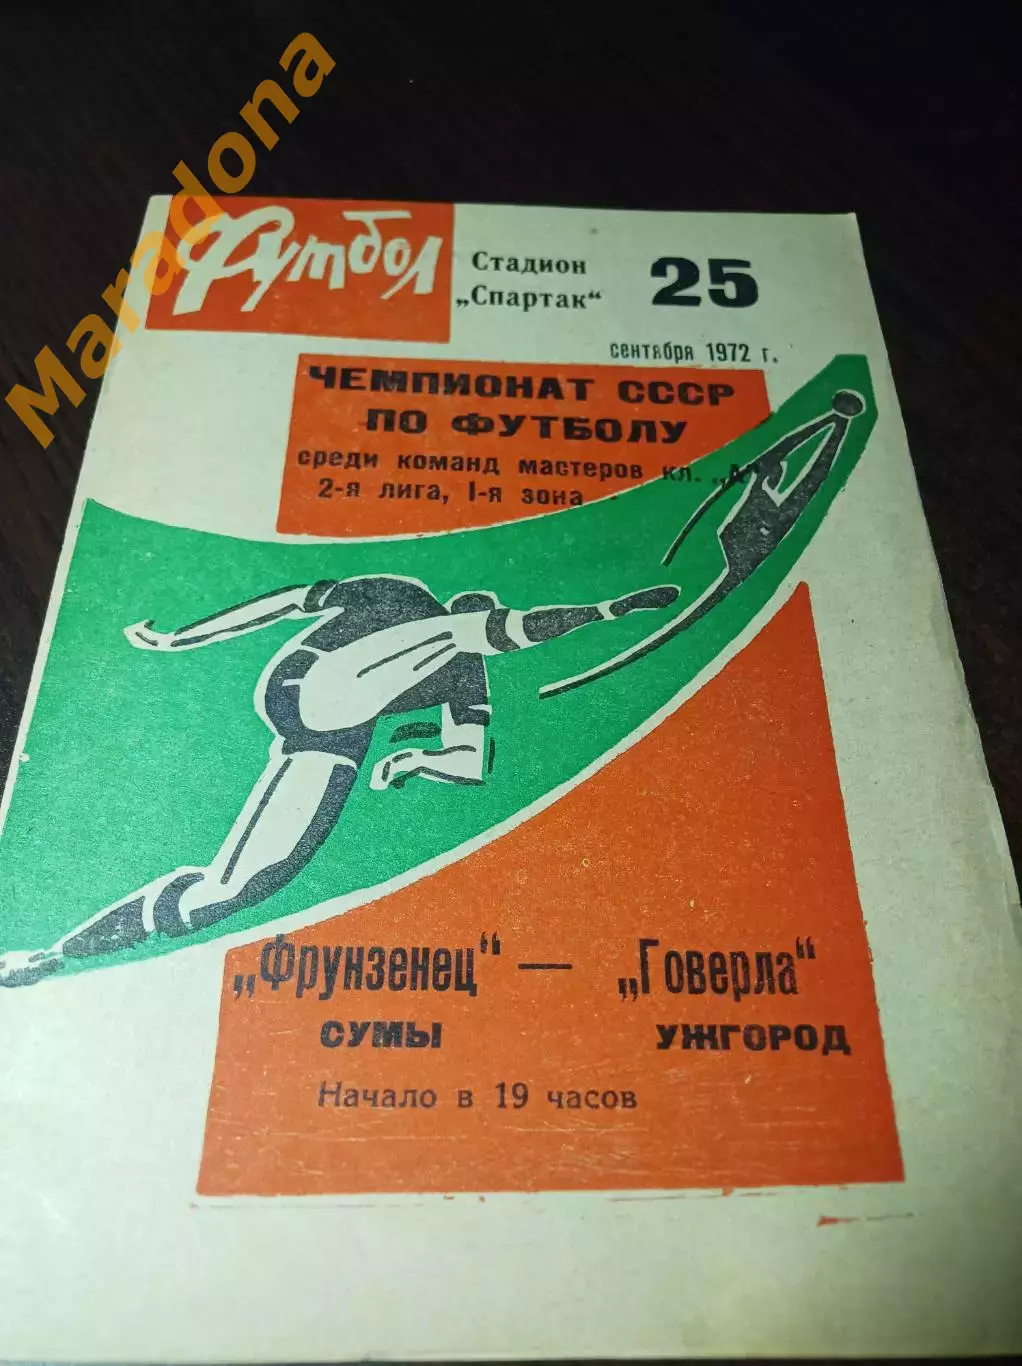 Maradona
Футбол
Стадион
„Спартак“
25
сентября 1972 г.
ЧЕМПИОНАТ СССР
ПО ФУТБОЛУ
среди команд мастеров кл. „А“
2-я лига, I-я зона
„Фрунзенец“ — „Говерла“
СУМЫ УЖГОРОД
Начало в 19 часов